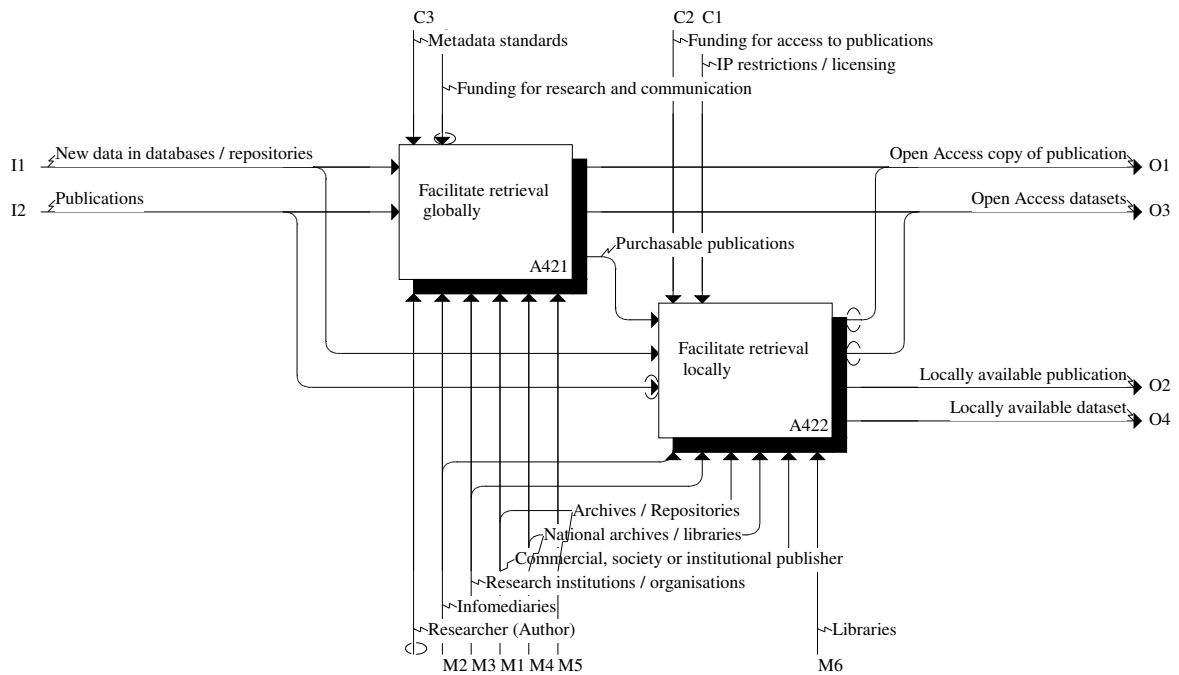 C3
C2 C1
Metadata standards
Funding for access to publications
IP restrictions / licensing
Funding for research and communication
I1
New data in databases / repositories
Open Access copy of publication
O1
I2
Publications
Facilitate retrieval
globally
A421
Open Access datasets
O3
Purchasable publications
Facilitate retrieval
locally
A422
Locally available publication
O2
Locally available dataset
O4
Archives / Repositories
National archives / libraries
Commercial, society or institutional publisher
Research institutions / organisations
Infomediaries
Researcher (Author)
Libraries
M2 M3 M1 M4 M5
M6